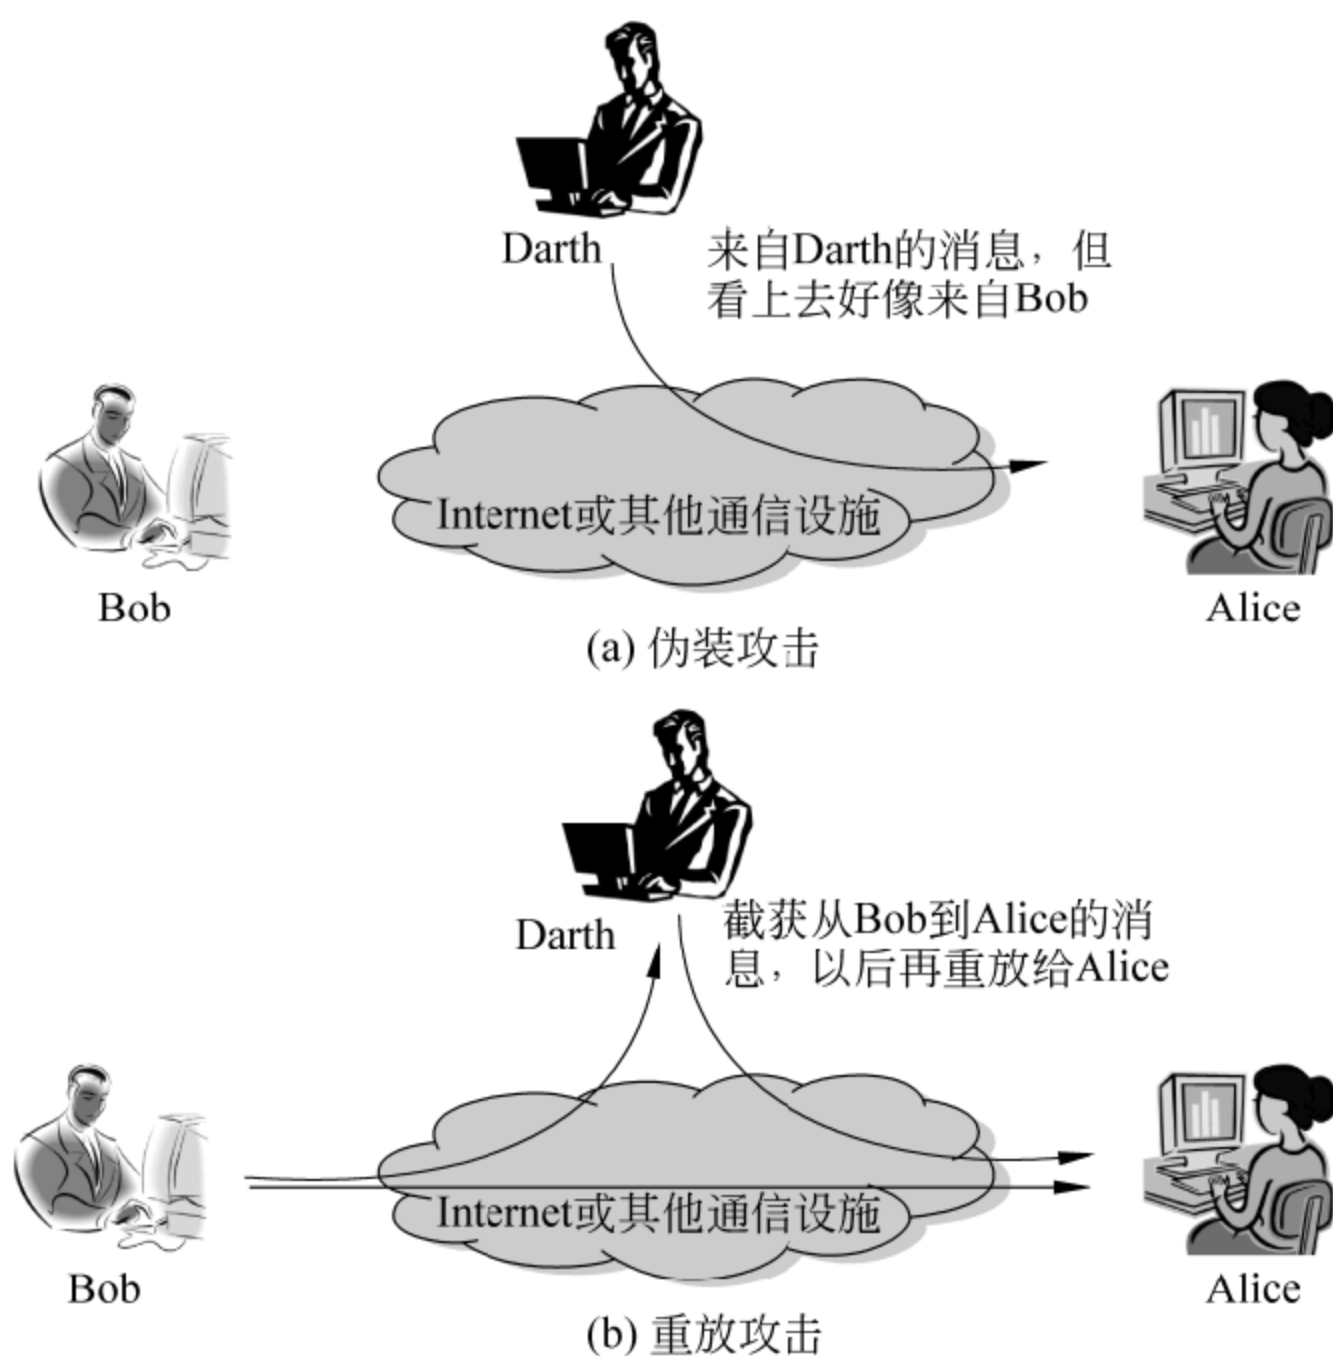 Darth
来自Darth的消息，但
看上去好像来自Bob
Internet或其他通信设施
Bob
Alice
(a) 伪装攻击
Darth
截获从Bob到Alice的消
息，以后再重放给Alice
Internet或其他通信设施
Bob
Alice
(b) 重放攻击